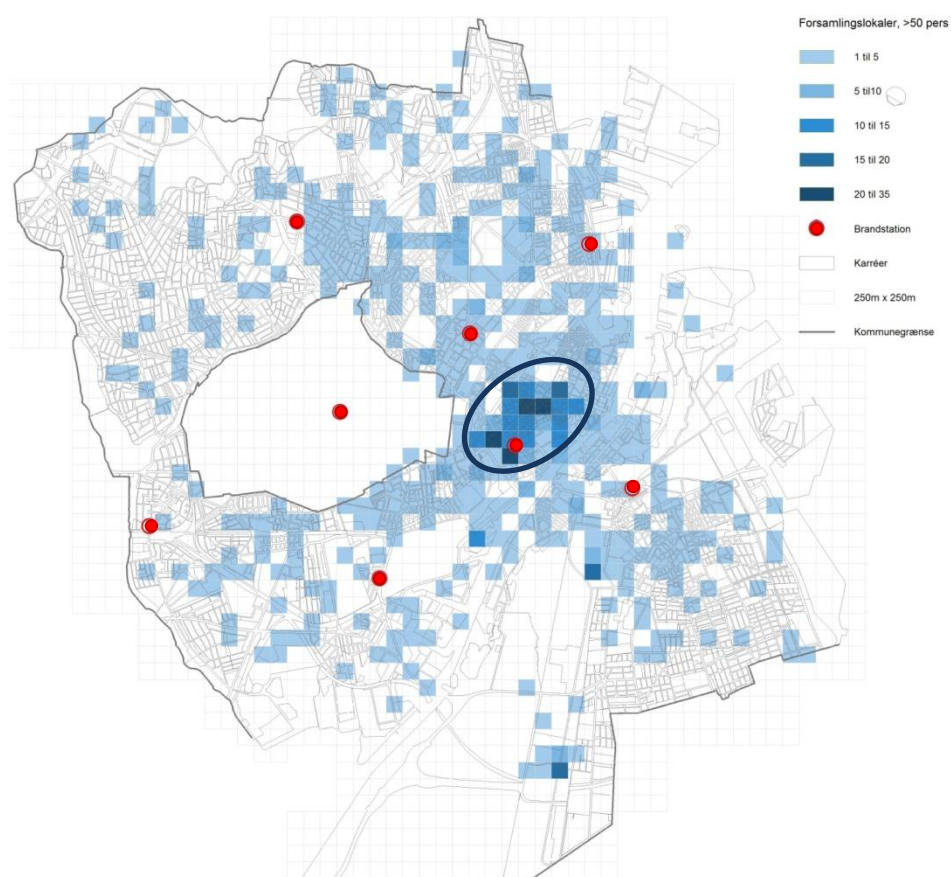 Forsamlingslokaler, >50 pers
1 til 5
5 til10
10 til 15
15 til 20
20 til 35
Brandstation
Karréer
250m x 250m
Kommunegrænse